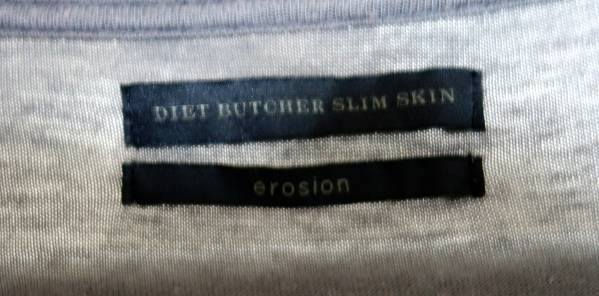 DIET BUTCHER SLIM SKIN
erosion